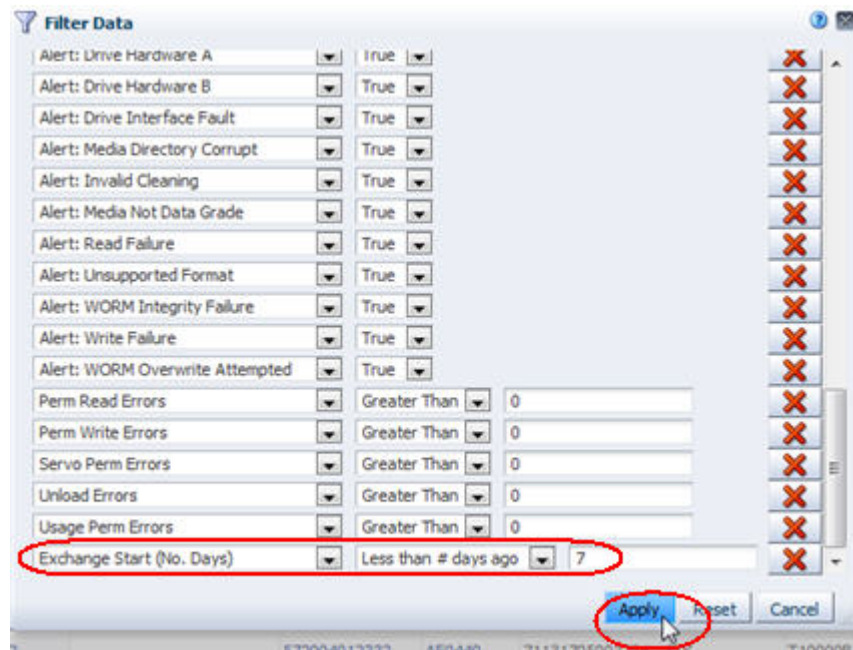 Filter Data
Alert: Drive Hardware A True
Alert: Drive Hardware B True
Alert: Drive Interface Fault True
Alert: Media Directory Corrupt True
Alert: Invalid Cleaning True
Alert: Media Not Data Grade True
Alert: Read Failure True
Alert: Unsupported Format True
Alert: WORM Integrity Failure True
Alert: Write Failure True
Alert: WORM Overwrite Attempted True
Perm Read Errors Greater Than 0
Perm Write Errors Greater Than 0
Servo Perm Errors Greater Than 0
Unload Errors Greater Than 0
Usage Perm Errors Greater Than 0
Exchange Start (No. Days) Less than # days ago 7
Apply Reset Cancel